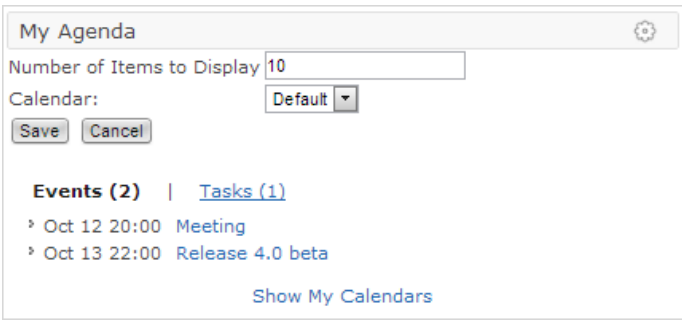 My Agenda
Number of Items to Display 10
Calendar: Default
Save Cancel
Events (2) | Tasks (1)
Oct 12 20:00 Meeting
Oct 13 22:00 Release 4.0 beta
Show My Calendars